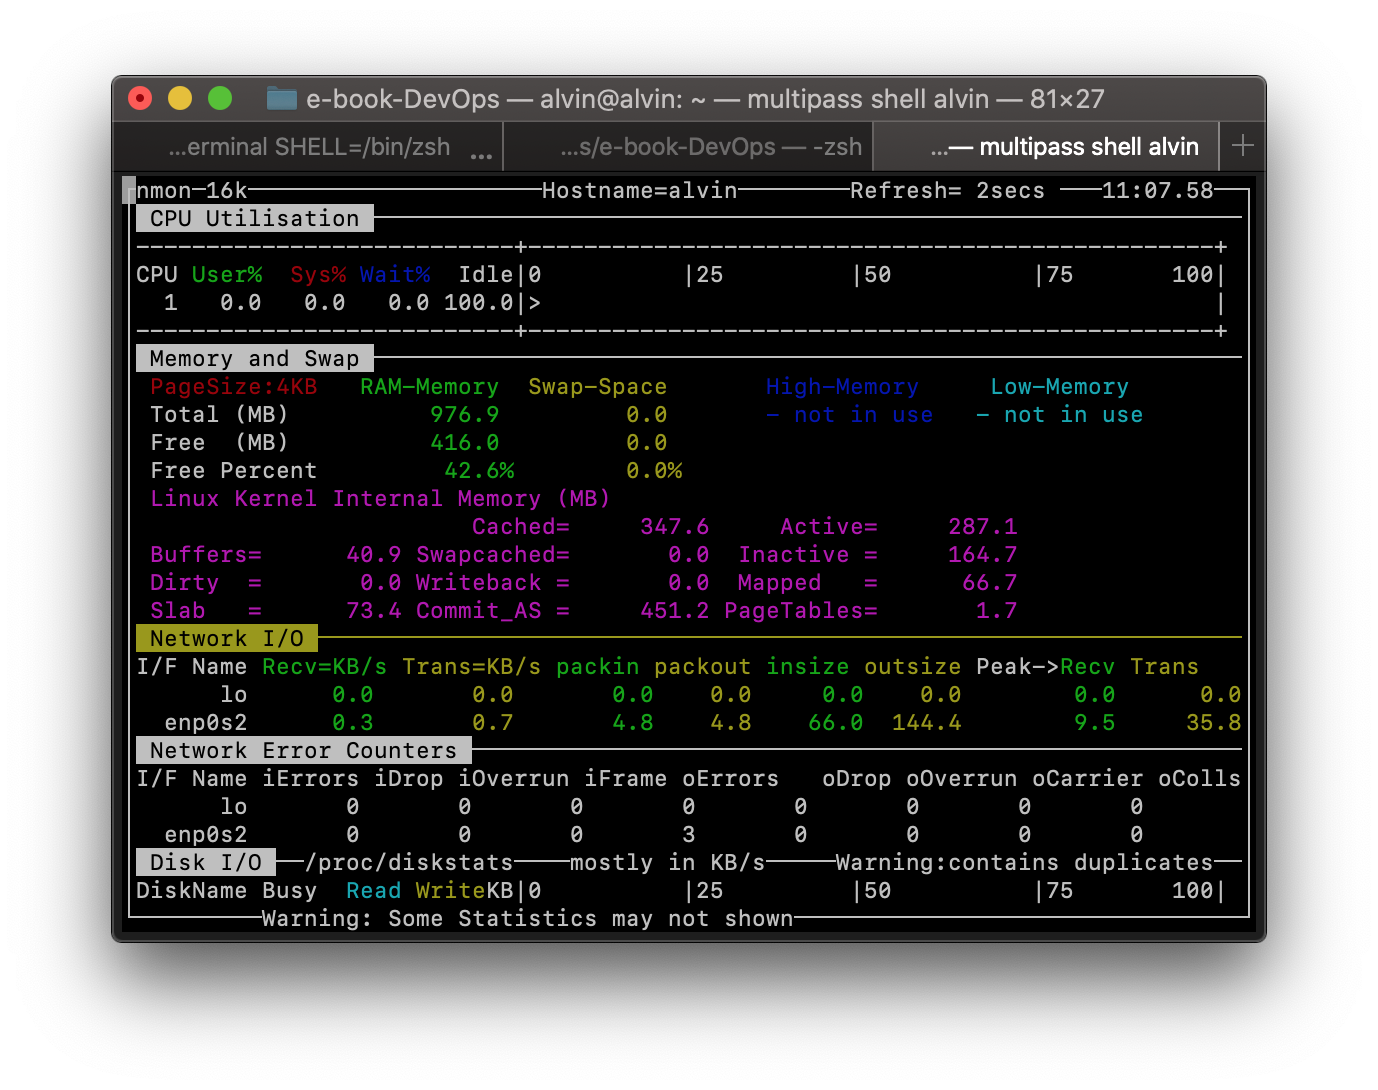 e-book-DevOps — alvin@alvin: ~ — multipass shell alvin — 81×27
...erminal SHELL=/bin/zsh ... ...s/e-book-DevOps — -zsh ...— multipass shell alvin +
nmon─16k─────────────────────Hostname=alvin────────Refresh= 2secs ───11:07.58──
CPU Utilisation
---------------------------+-------------------------------------------------+
CPU User%  Sys% Wait%  Idle|0          |25         |50          |75       100|
  1   0.0   0.0   0.0 100.0|>                                                |
---------------------------+-------------------------------------------------+
Memory and Swap
PageSize:4KB   RAM-Memory  Swap-Space       High-Memory     Low-Memory
Total (MB)          976.9         0.0       - not in use   - not in use
Free  (MB)          416.0         0.0
Free Percent         42.6%        0.0%
Linux Kernel Internal Memory (MB)
                       Cached=     347.6     Active=     287.1
Buffers=      40.9 Swapcached=       0.0  Inactive =     164.7
Dirty  =       0.0 Writeback =       0.0  Mapped   =      66.7
Slab   =      73.4 Commit_AS =     451.2 PageTables=       1.7
Network I/O
I/F Name Recv=KB/s Trans=KB/s packin packout insize outsize Peak->Recv Trans
      lo      0.0       0.0       0.0    0.0     0.0    0.0        0.0      0.0
  enp0s2      0.3       0.7       4.8    4.8    66.0  144.4        9.5     35.8
Network Error Counters
I/F Name iErrors iDrop iOverrun iFrame oErrors   oDrop oOverrun oCarrier oColls
      lo       0       0       0       0       0       0       0       0
  enp0s2       0       0       0       3       0       0       0       0
Disk I/O ──/proc/diskstats────mostly in KB/s─────Warning:contains duplicates──
DiskName Busy  Read WriteKB|0          |25         |50          |75       100|
Warning: Some Statistics may not shown